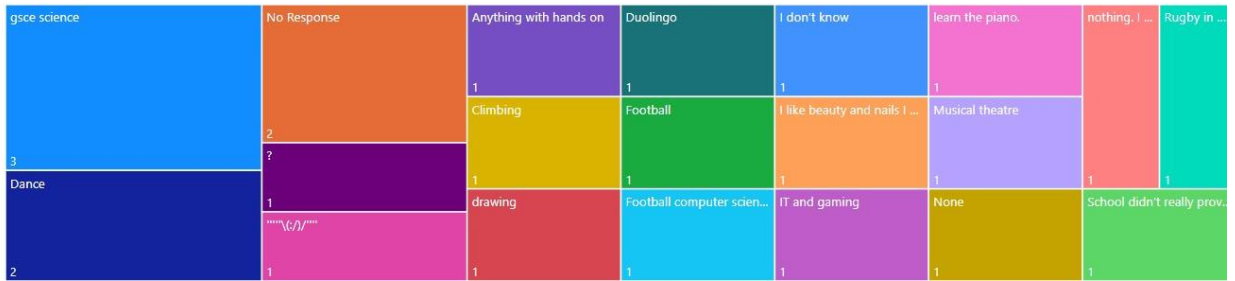 gsce science
3
Dance
2
No Response
2
?
1
"""\(:/)/"""
1
Anything with hands on
1
Climbing
1
drawing
1
Duolingo
1
Football
1
Football computer scien...
1
I don't know
1
I like beauty and nails I ...
1
IT and gaming
1
learn the piano.
1
Musical theatre
1
None
1
nothing. I ...
1
Rugby in ...
1
School didn't really prov...
1